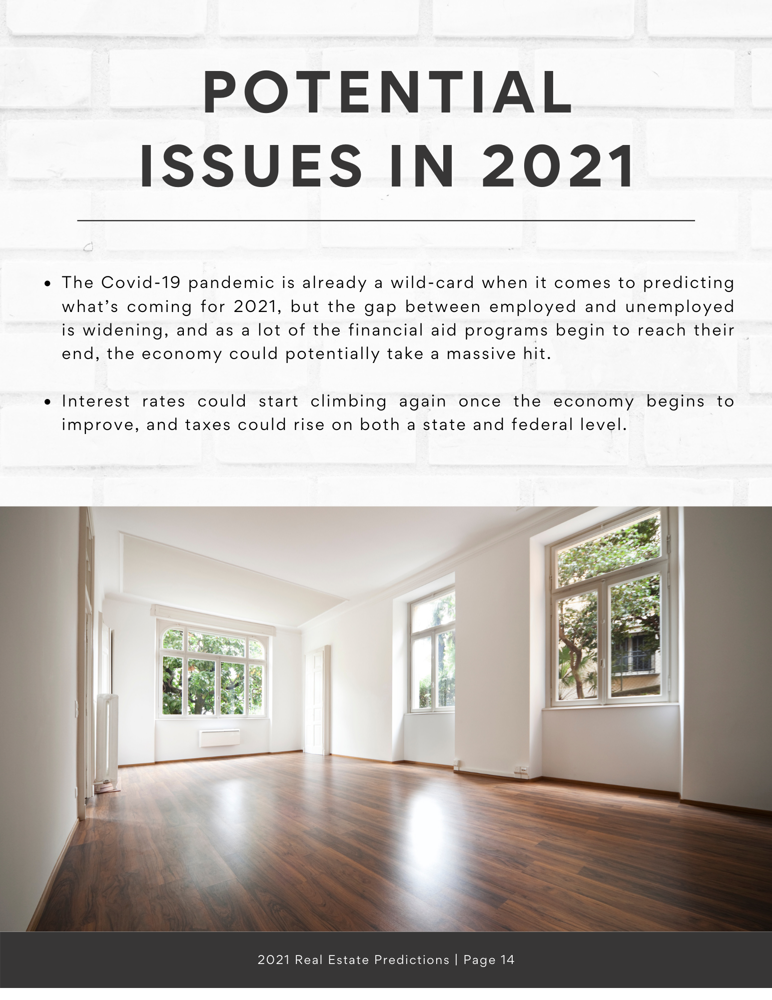 POTENTIAL
ISSUES IN 2021
• The Covid-19 pandemic is already a wild-card when it comes to predicting
what’s coming for 2021, but the gap between employed and unemployed
is widening, and as a lot of the financial aid programs begin to reach their
end, the economy could potentially take a massive hit.
• Interest rates could start climbing again once the economy begins to
improve, and taxes could rise on both a state and federal level.
2021 Real Estate Predictions | Page 14